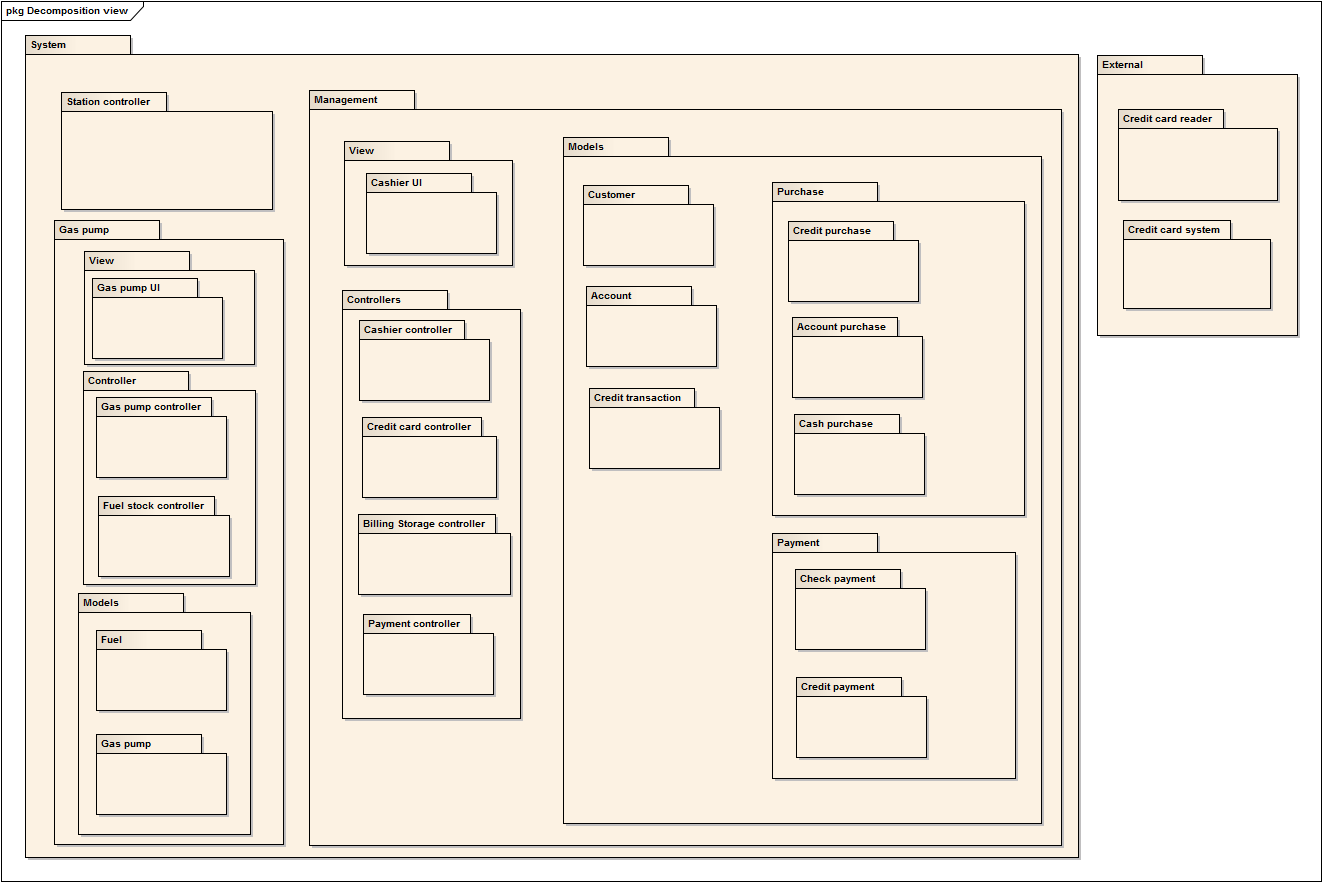 pkg Decomposition view
System
Station controller
Gas pump
View
Gas pump UI
Controller
Gas pump controller
Fuel stock controller
Models
Fuel
Gas pump
Management
View
Cashier UI
Controllers
Cashier controller
Credit card controller
Billing Storage controller
Payment controller
Models
Customer
Account
Credit transaction
Purchase
Credit purchase
Account purchase
Cash purchase
Payment
Check payment
Credit payment
External
Credit card reader
Credit card system